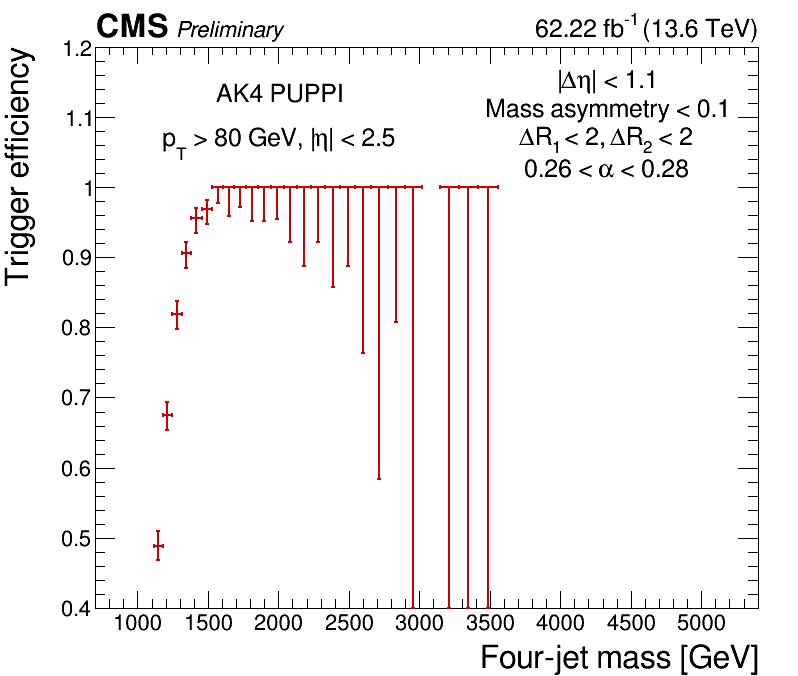 CMS Preliminary 62.22 fb⁻¹ (13.6 TeV)
AK4 PUPPI
p_T > 80 GeV, |η| < 2.5
|Δη| < 1.1
Mass asymmetry < 0.1
ΔR₁ < 2, ΔR₂ < 2
0.26 < α < 0.28
Trigger efficiency
1.2
1.1
1
0.9
0.8
0.7
0.6
0.5
0.4
1000 1500 2000 2500 3000 3500 4000 4500 5000
Four-jet mass [GeV]